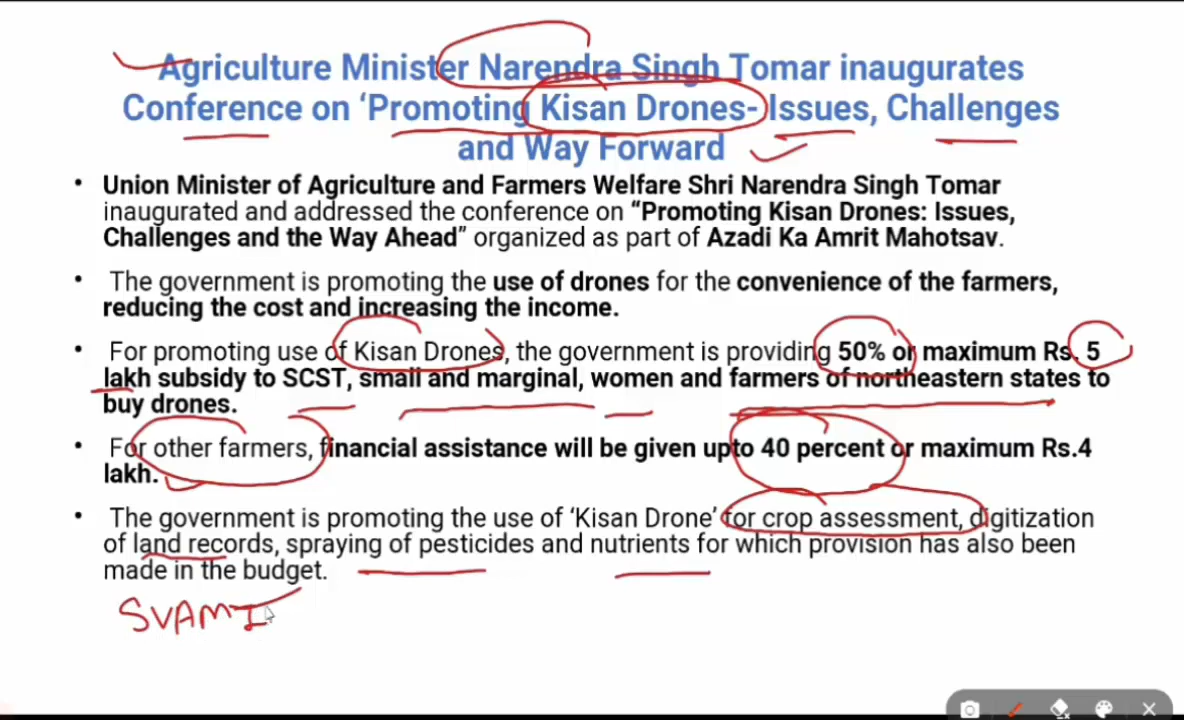 Agriculture Minister Narendra Singh Tomar inaugurates
Conference on ‘Promoting Kisan Drones- Issues, Challenges
and Way Forward
• Union Minister of Agriculture and Farmers Welfare Shri Narendra Singh Tomar
inaugurated and addressed the conference on “Promoting Kisan Drones: Issues,
Challenges and the Way Ahead” organized as part of Azadi Ka Amrit Mahotsav.
• The government is promoting the use of drones for the convenience of the farmers,
reducing the cost and increasing the income.
• For promoting use of Kisan Drones, the government is providing 50% or maximum Rs. 5
lakh subsidy to SCST, small and marginal, women and farmers of northeastern states to
buy drones.
• For other farmers, financial assistance will be given upto 40 percent or maximum Rs.4
lakh.
• The government is promoting the use of ‘Kisan Drone’ for crop assessment, digitization
of land records, spraying of pesticides and nutrients for which provision has also been
made in the budget.
SVAMI